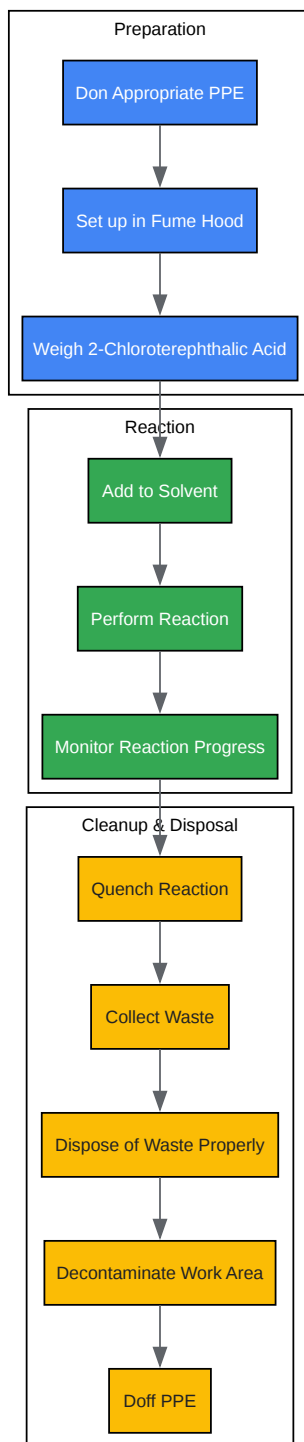 Preparation
Don Appropriate PPE
Set up in Fume Hood
Weigh 2-Chloroterephthalic Acid
Reaction
Add to Solvent
Perform Reaction
Monitor Reaction Progress
Cleanup & Disposal
Quench Reaction
Collect Waste
Dispose of Waste Properly
Decontaminate Work Area
Doff PPE